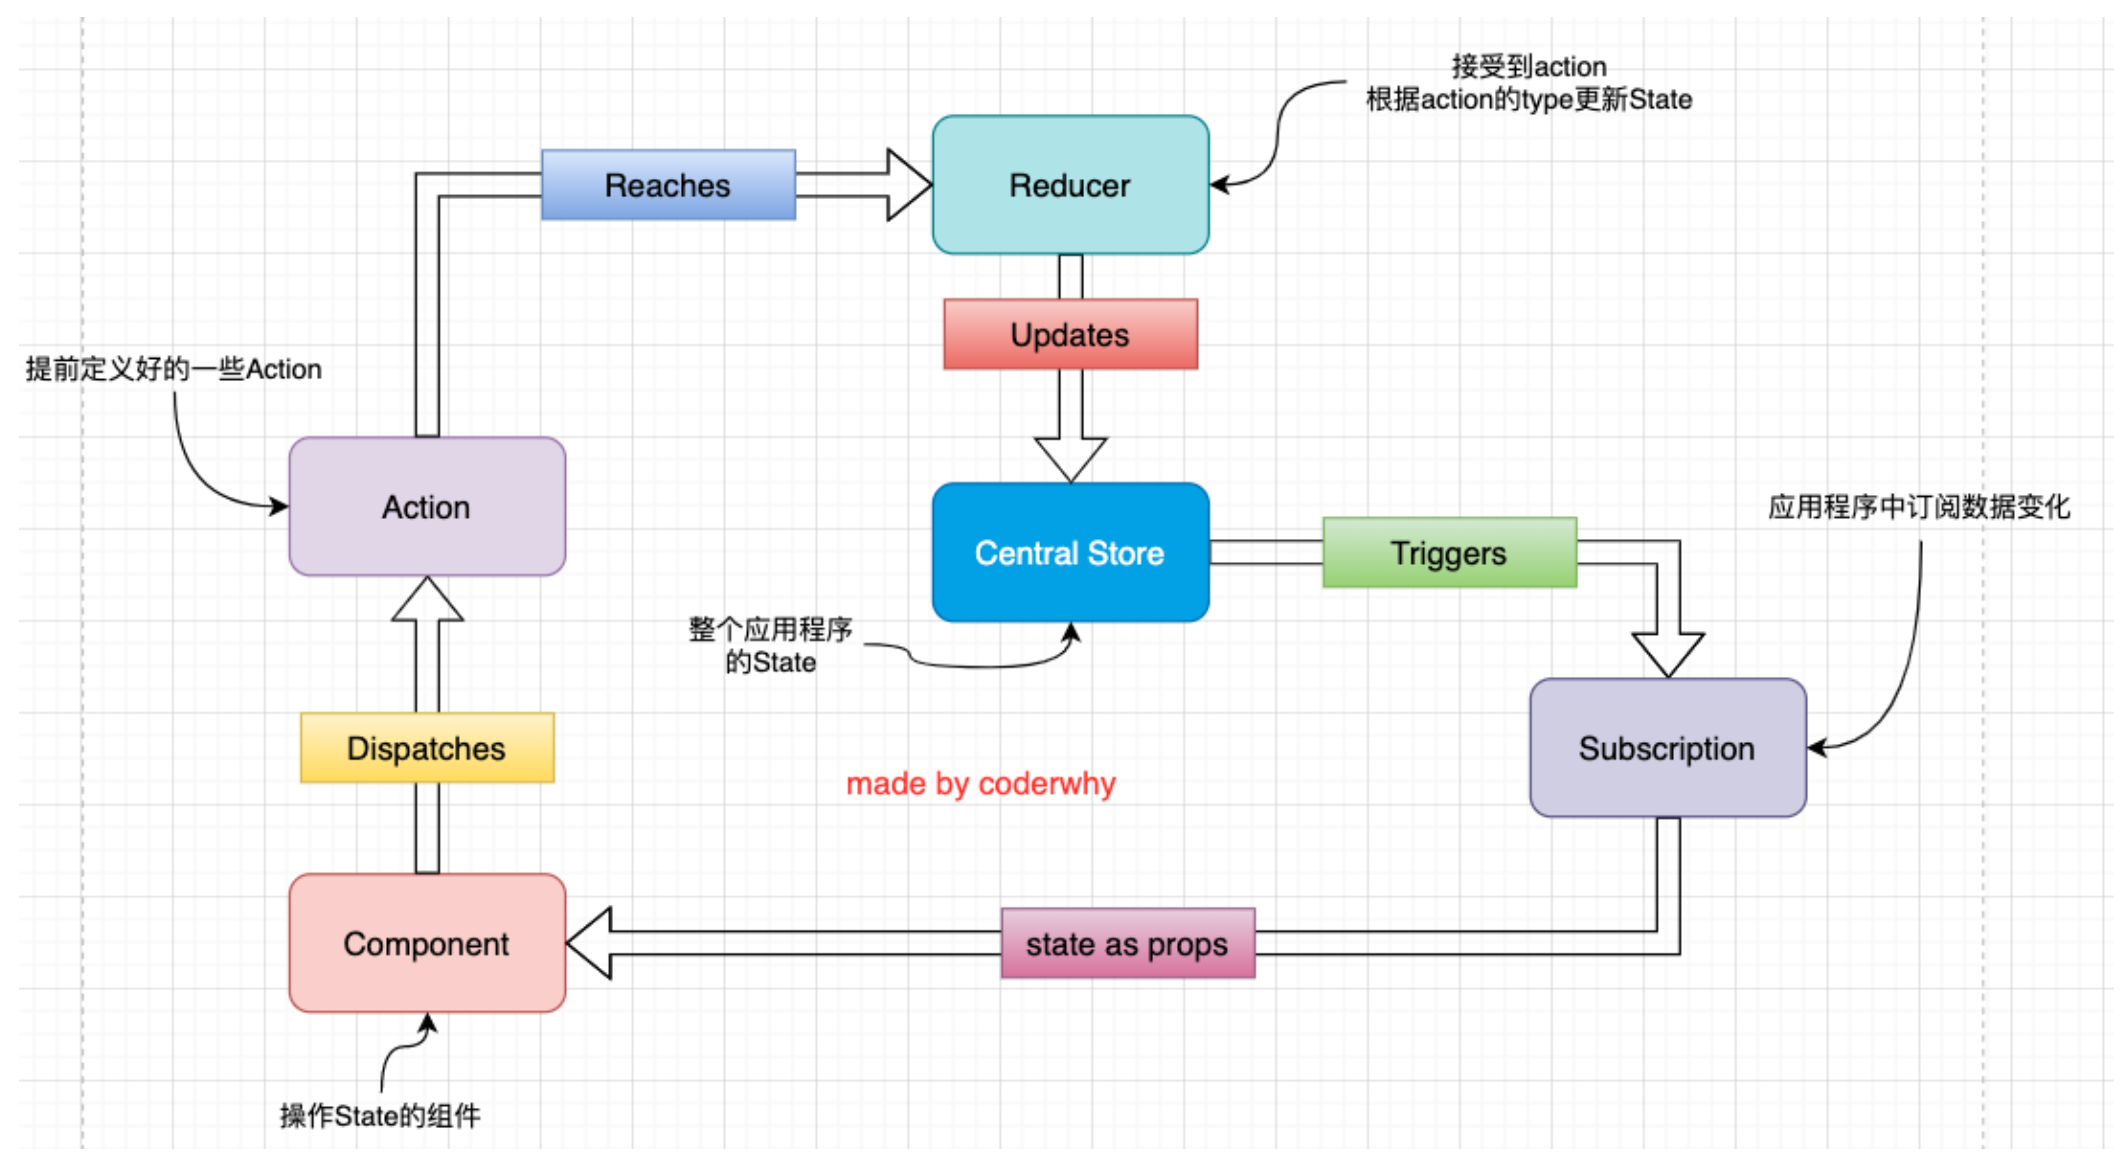 接受到action
根据action的type更新State
Reaches
Reducer
Updates
提前定义好的一些Action
Action
Central Store
Triggers
应用程序中订阅数据变化
整个应用程序
的State
Dispatches
made by coderwhy
Subscription
Component
state as props
操作State的组件